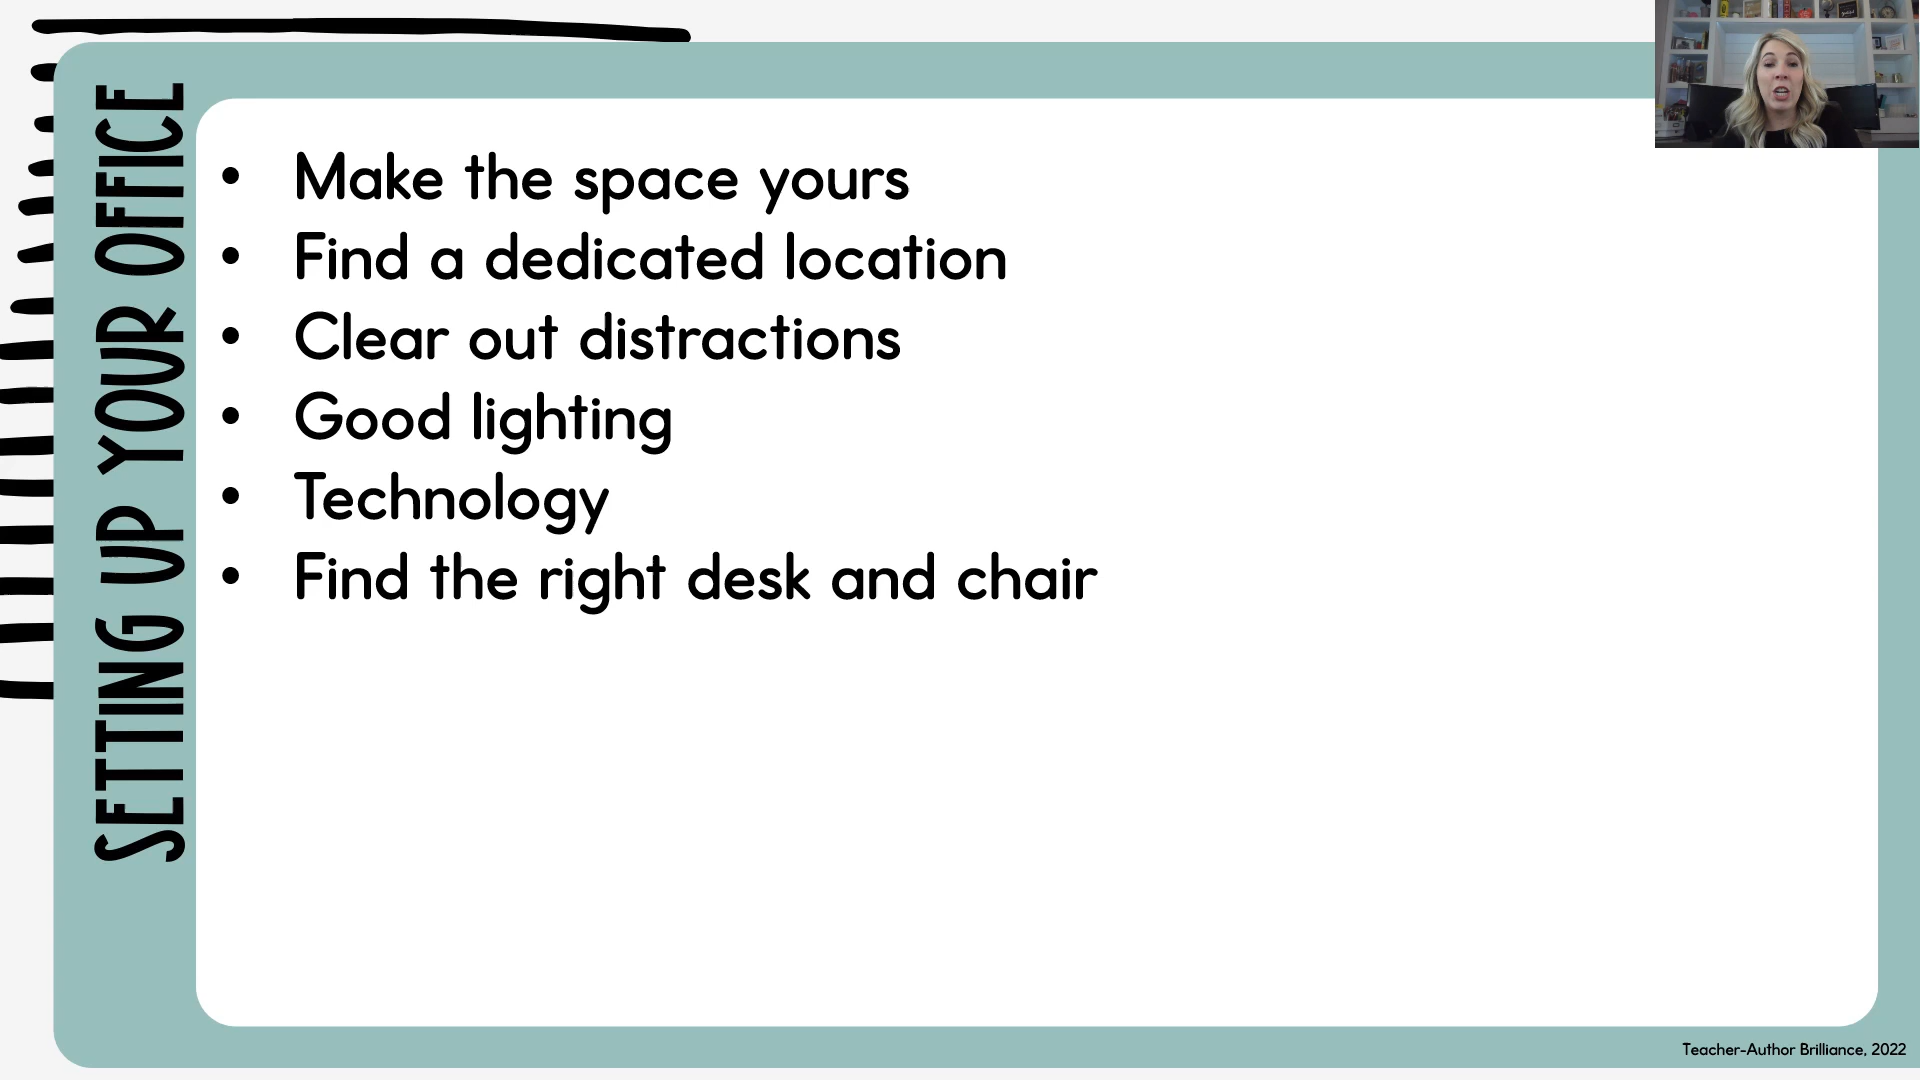 SETTING UP YOUR OFFICE
• Make the space yours
• Find a dedicated location
• Clear out distractions
• Good lighting
• Technology
• Find the right desk and chair
Teacher-Author Brilliance, 2022